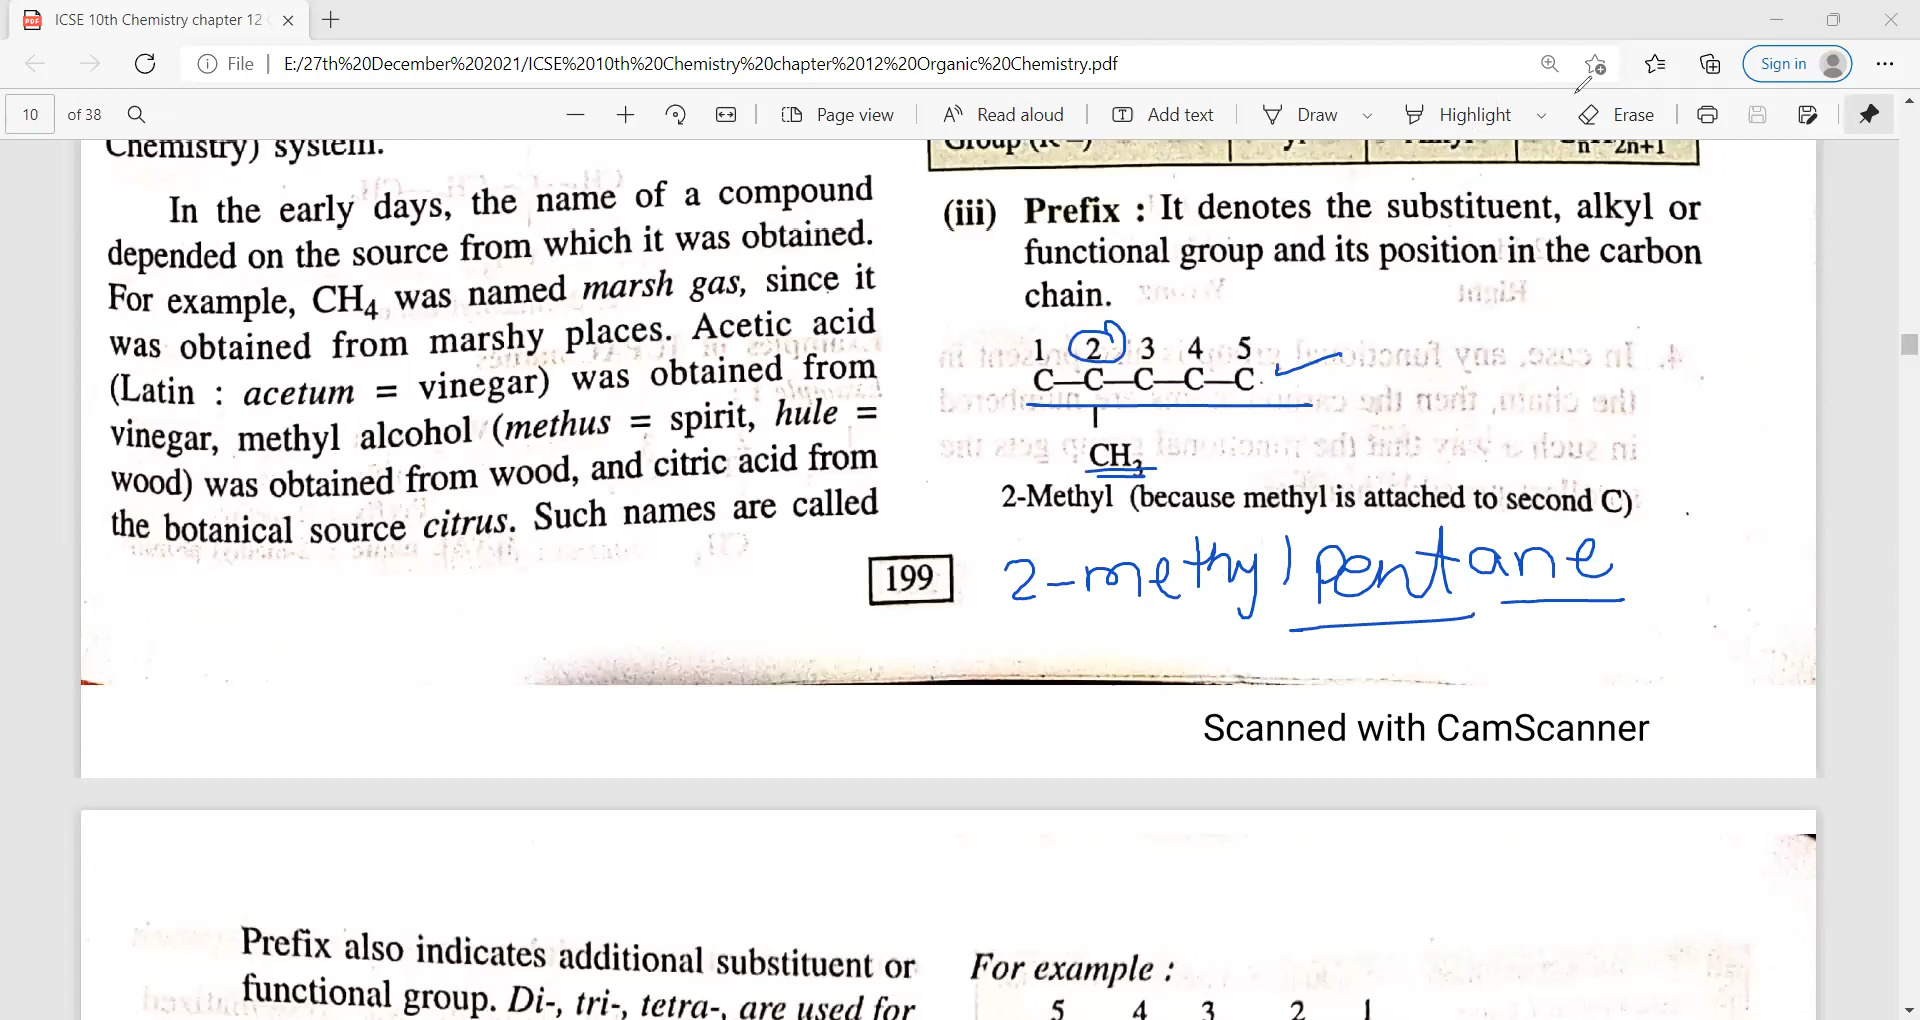 ICSE 10th Chemistry chapter 12
File
E:/27th%20December%202021/ICSE%2010th%20Chemistry%20chapter%2012%20Organic%20Chemistry.pdf
Sign in
10 of 38
Page view
Read aloud
Add text
Draw
Highlight
Erase
Chemistry) system.
In the early days, the name of a compound
depended on the source from which it was obtained.
For example, CH4 was named marsh gas, since it
was obtained from marshy places. Acetic acid
(Latin : acetum = vinegar) was obtained from
vinegar, methyl alcohol (methus = spirit, hule =
wood) was obtained from wood, and citric acid from
the botanical source citrus. Such names are called
199
n 2n+1
(iii) Prefix : It denotes the substituent, alkyl or
functional group and its position in the carbon
chain.
1 2 3 4 5
C—C—C—C—C
CH3
2-Methyl (because methyl is attached to second C)
2-methyl pentane
Scanned with CamScanner
Prefix also indicates additional substituent or
functional group. Di-, tri-, tetra-, are used for
For example :
5 4 3 2 1